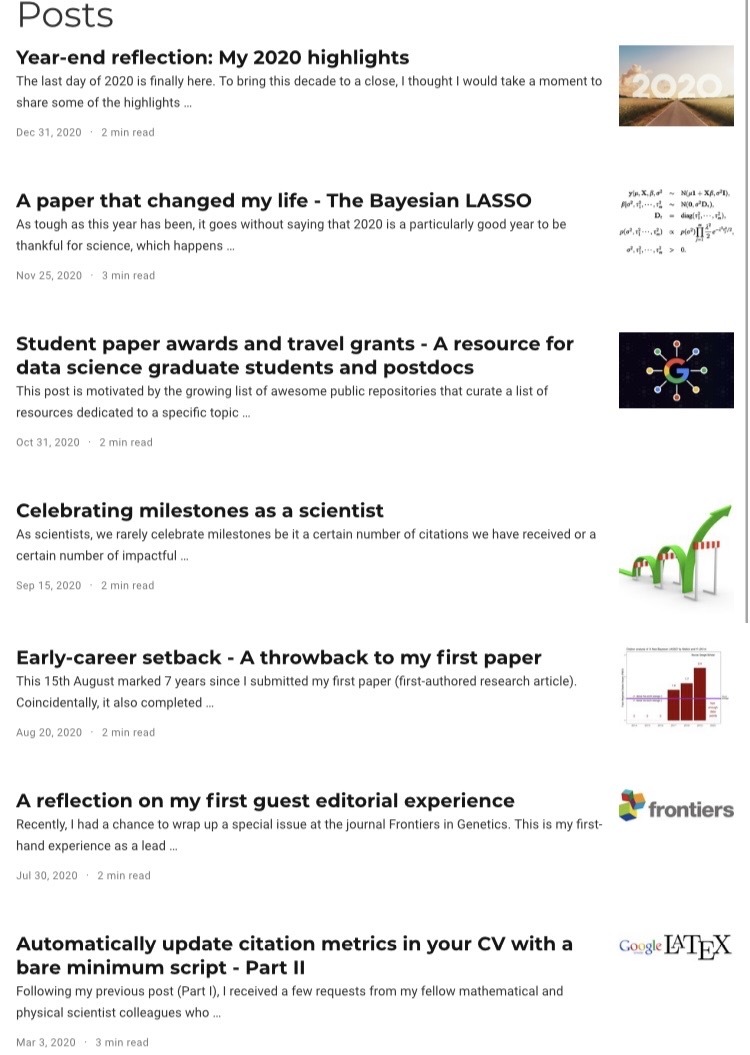 Posts
Year-end reflection: My 2020 highlights
The last day of 2020 is finally here. To bring this decade to a close, I thought I would take a moment to
share some of the highlights ...
Dec 31, 2020 · 2 min read
2020
A paper that changed my life - The Bayesian LASSO
As tough as this year has been, it goes without saying that 2020 is a particularly good year to be
thankful for science, which happens ...
Nov 25, 2020 · 3 min read
Student paper awards and travel grants - A resource for
data science graduate students and postdocs
This post is motivated by the growing list of awesome public repositories that curate a list of
resources dedicated to a specific topic ...
Oct 31, 2020 · 2 min read
G
Celebrating milestones as a scientist
As scientists, we rarely celebrate milestones be it a certain number of citations we have received or a
certain number of impactful ...
Sep 15, 2020 · 2 min read
Early-career setback - A throwback to my first paper
This 15th August marked 7 years since I submitted my first paper (first-authored research article).
Coincidentally, it also completed ...
Aug 20, 2020 · 2 min read
A reflection on my first guest editorial experience
Recently, I had a chance to wrap up a special issue at the journal Frontiers in Genetics. This is my first-
hand experience as a lead ...
Jul 30, 2020 · 2 min read
frontiers
Automatically update citation metrics in your CV with a
bare minimum script - Part II
Following my previous post (Part I), I received a few requests from my fellow mathematical and
physical scientist colleagues who ...
Mar 3, 2020 · 3 min read
Google LATEX